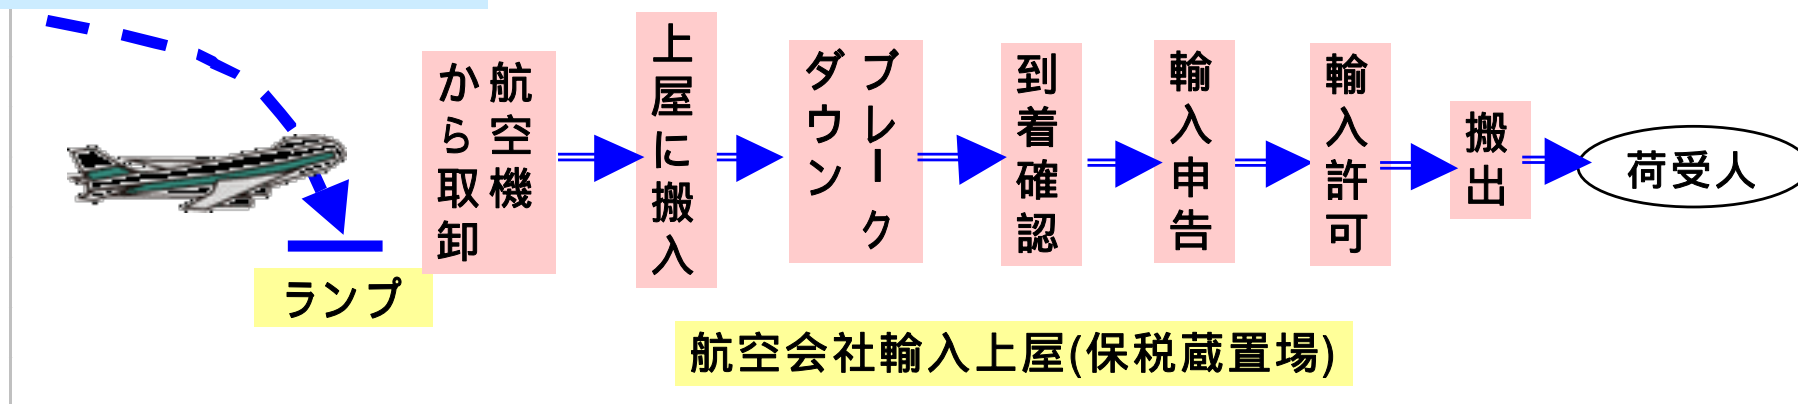 航空機
から取卸
上屋に搬入
ブレーク
ダウン
到着確認
輸入申告
輸入許可
搬出
荷受人
ランプ
航空会社輸入上屋(保税蔵置場)